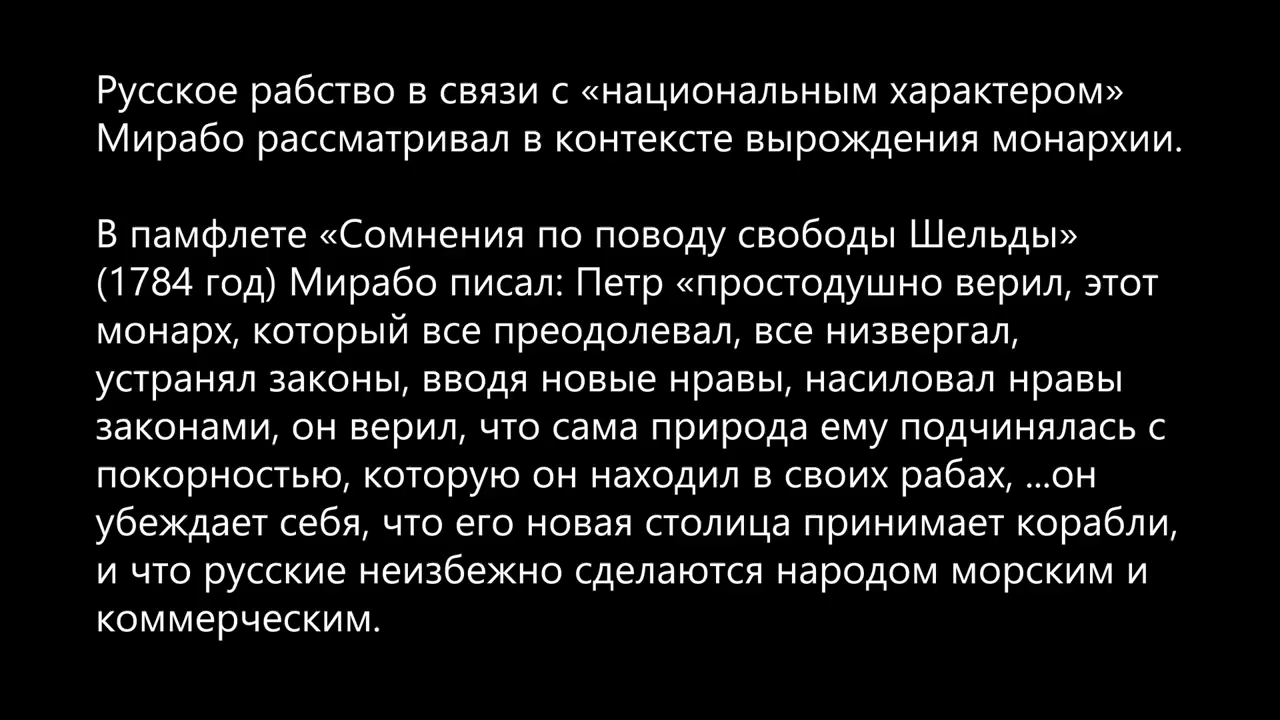 Русское рабство в связи с «национальным характером»
Мирабо рассматривал в контексте вырождения монархии.
В памфлете «Сомнения по поводу свободы Шельды»
(1784 год) Мирабо писал: Петр «простодушно верил, этот
монарх, который все преодолевал, все низвергал,
устранял законы, вводя новые нравы, насиловал нравы
законами, он верил, что сама природа ему подчинялась с
покорностью, которую он находил в своих рабах, ...он
убеждает себя, что его новая столица принимает корабли,
и что русские неизбежно сделаются народом морским и
коммерческим.